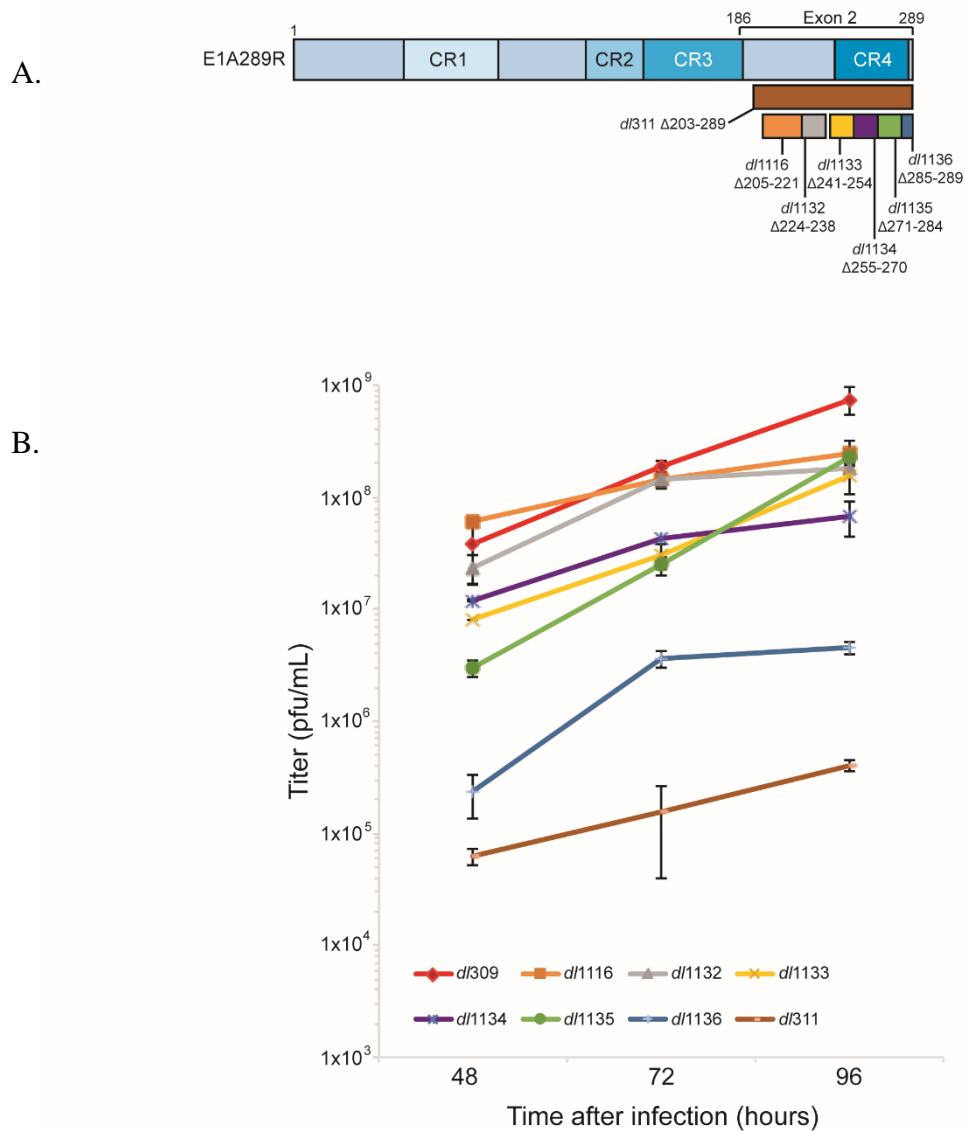 A.
1
186
Exon 2
289
E1A289R
CR1
CR2
CR3
CR4
dl311 Δ203-289
dl1116
Δ205-221
dl1132
Δ224-238
dl1133
Δ241-254
dl1134
Δ255-270
dl1135
Δ271-284
dl1136
Δ285-289
B.
Titer (pfu/mL)
1x10⁹
1x10⁸
1x10⁷
1x10⁶
1x10⁵
1x10⁴
1x10³
dl309 dl1116 dl1132 dl1133
dl1134 dl1135 dl1136 dl311
48 72 96
Time after infection (hours)